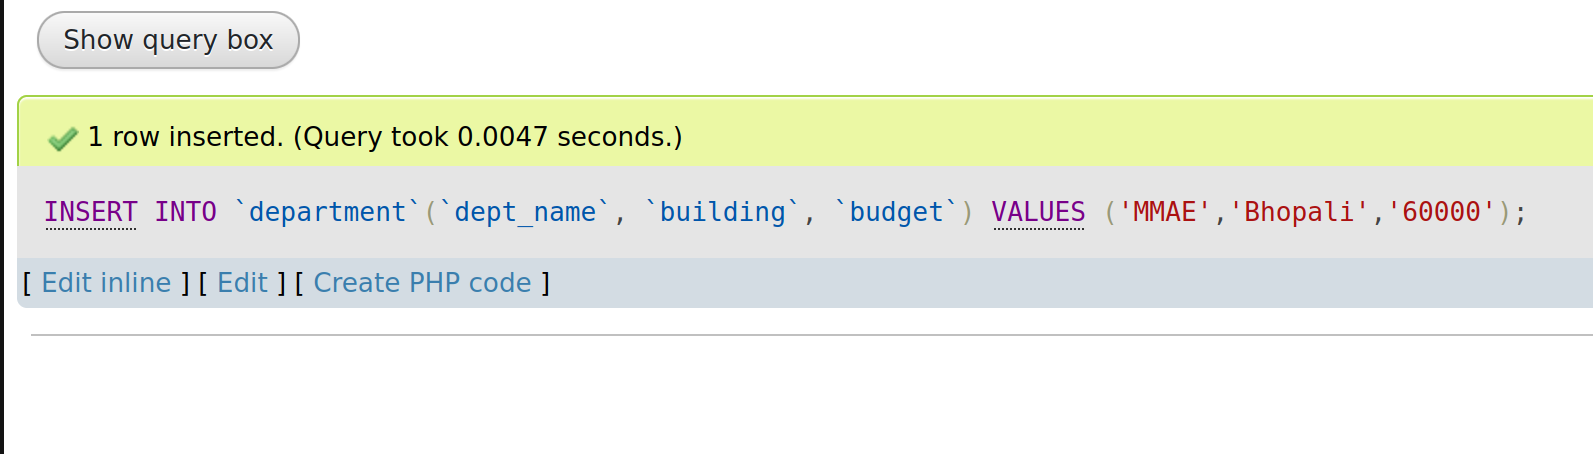 Show query box
1 row inserted. (Query took 0.0047 seconds.)
INSERT INTO `department`(`dept_name`, `building`, `budget`) VALUES ('MMAE','Bhopali','60000');
[ Edit inline ] [ Edit ] [ Create PHP code ]